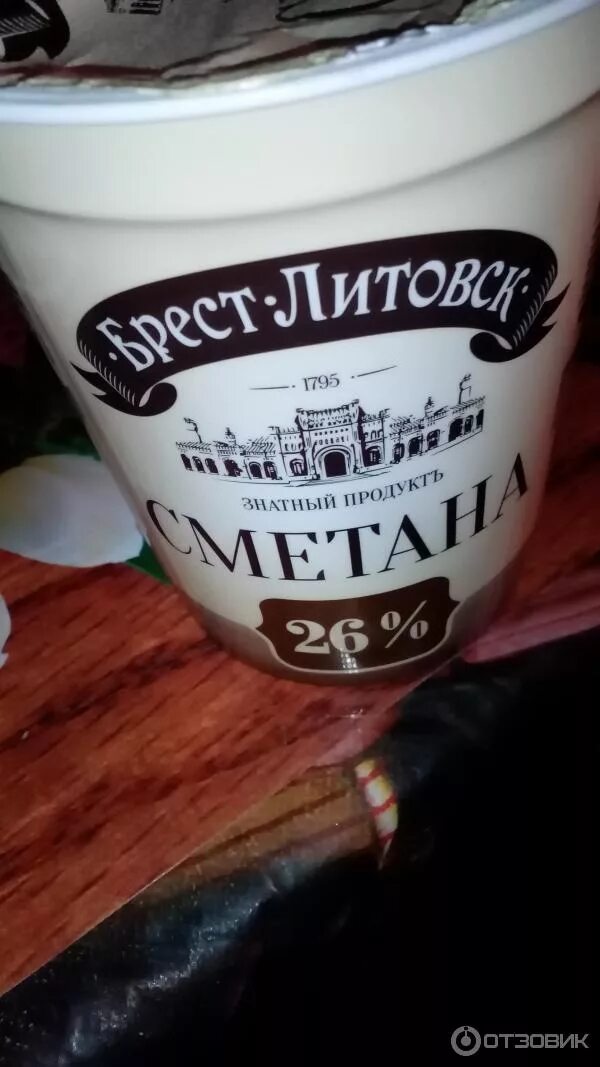 ·Брест·Литовск·
1795
ЗНАТНЫЙ ПРОДУКТЪ
СМЕТАНА
26%
ОТЗОВИК